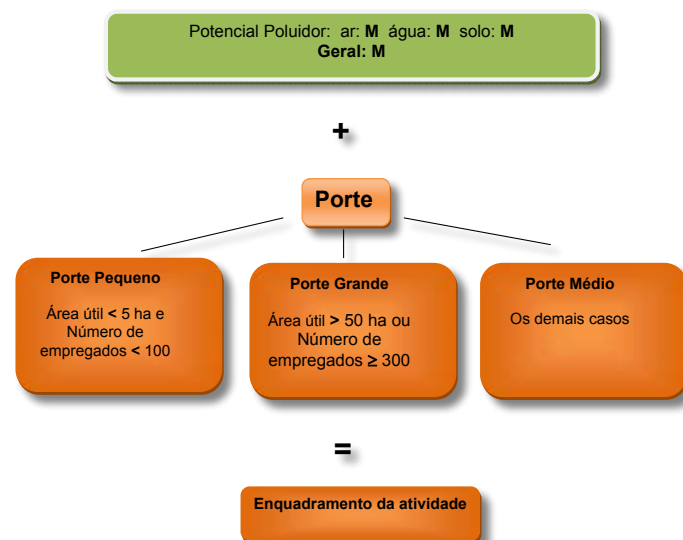 Potencial Poluidor: ar: M água: M solo: M
Geral: M
+
Porte
Porte Pequeno
Área útil < 5 ha e
Número de
empregados < 100
Porte Grande
Área útil > 50 ha ou
Número de
empregados ≥ 300
Porte Médio
Os demais casos
=
Enquadramento da atividade